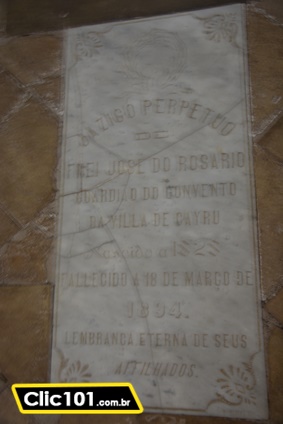 JAZIGO PERPETUO
DE
FREI JOSÉ DO ROSARIO
GUARDIÃO DO CONVENTO
DA VILLA DE CAYRU
FALLECIDO A 18 DE MARÇO DE
1894.
LEMBRANÇA ETERNA DE SEUS
AFFILHADOS.
Clic101.com.br